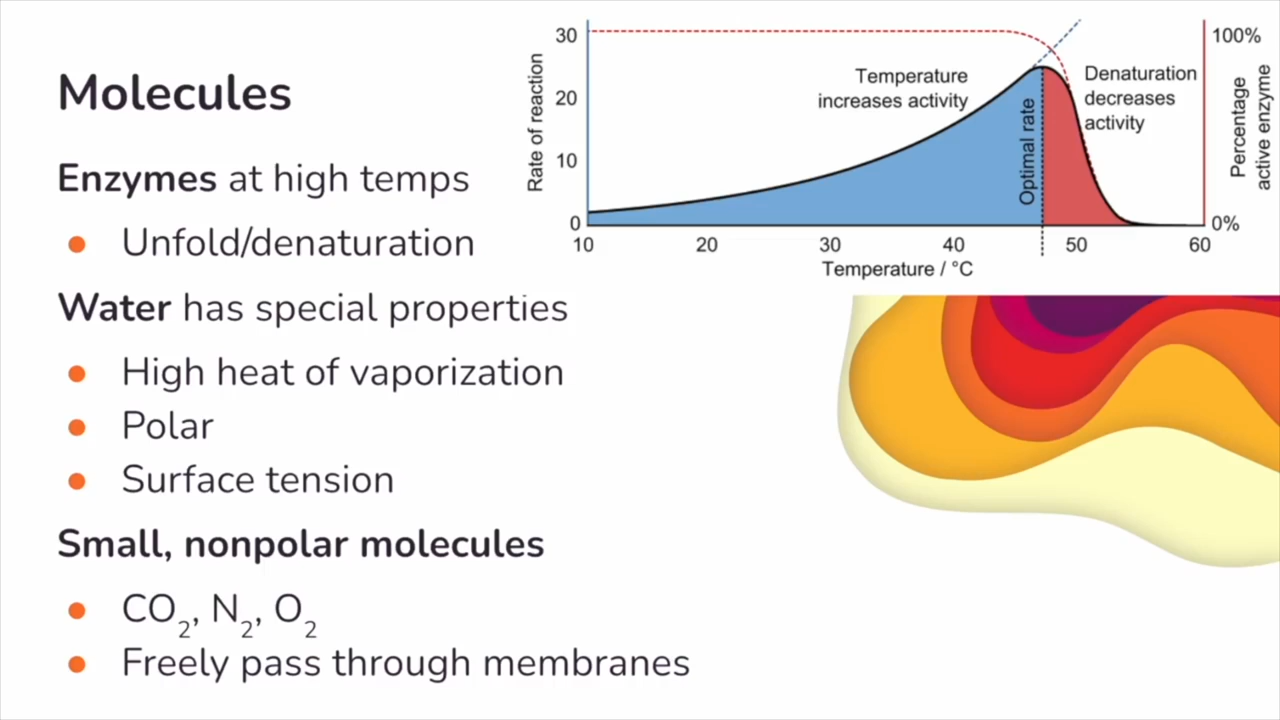 Molecules
Enzymes at high temps
Unfold/denaturation
Water has special properties
High heat of vaporization
Polar
Surface tension
Small, nonpolar molecules
CO₂, N₂, O₂
Freely pass through membranes
Rate of reaction
30
20
10
0
Temperature
increases activity
Optimal rate
Denaturation
decreases
activity
100%
0%
Percentage
active enzyme
10 20 30 40 50 60
Temperature / °C